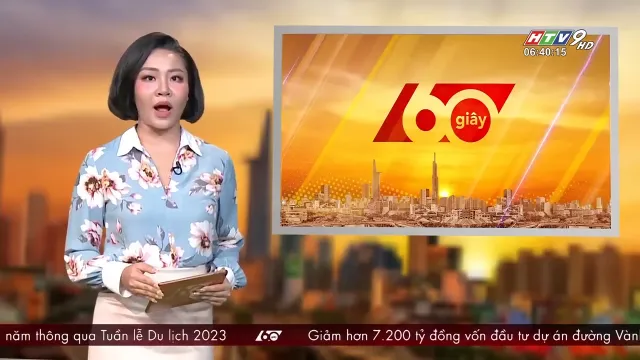 HTV9 HD
06:40:15
60 giây
năm thông qua Tuần lễ Du lịch 2023 60 Giảm hơn 7.200 tỷ đồng vốn đầu tư dự án đường Vàn